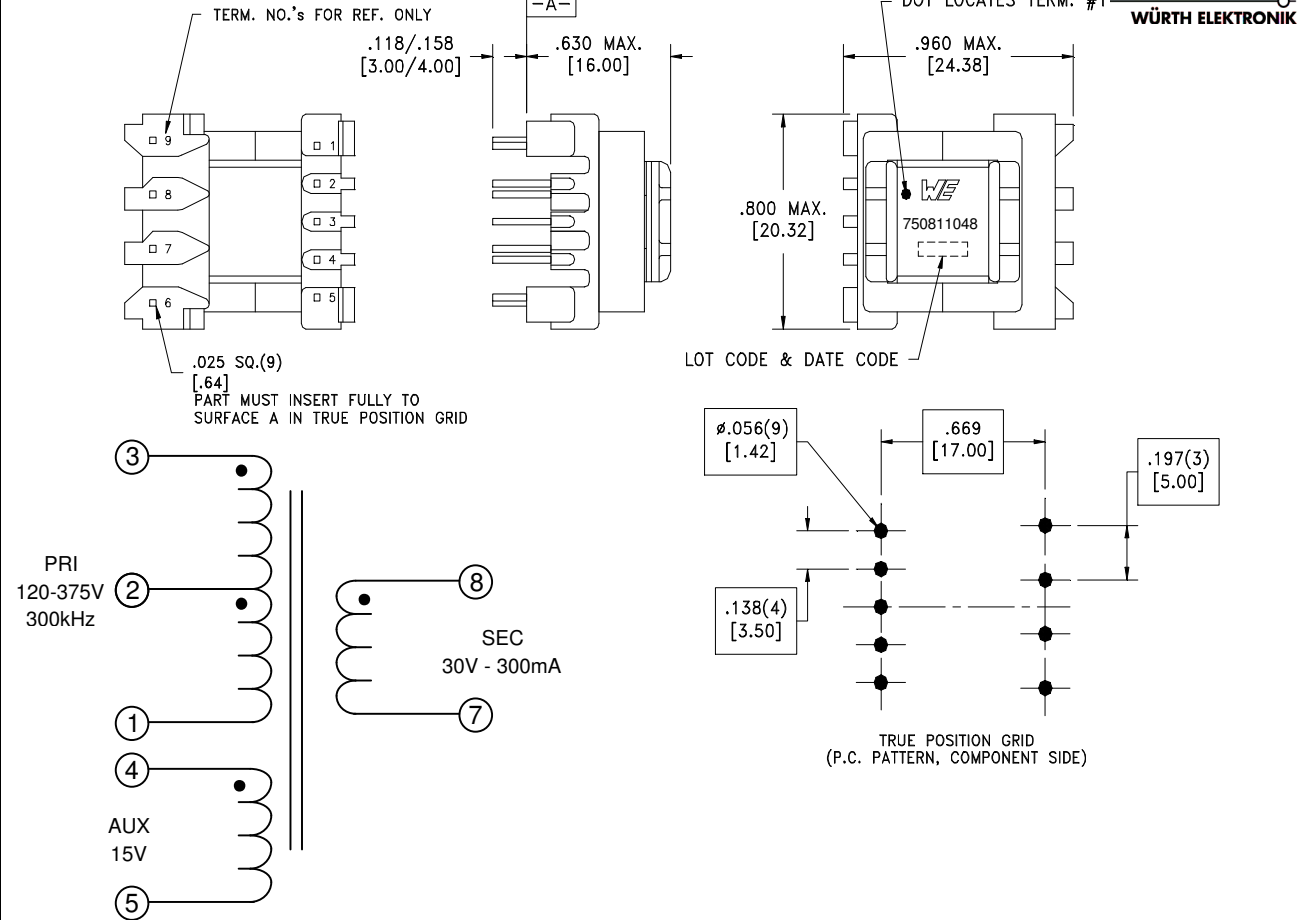 TERM. NO.'s FOR REF. ONLY
-A-
DOT LOCATES TERM. #1
WÜRTH ELEKTRONIK
.118/.158
[3.00/4.00]
.630 MAX.
[16.00]
.960 MAX.
[24.38]
9
8
7
6
1
2
3
4
5
.800 MAX.
[20.32]
WE
750811048
LOT CODE & DATE CODE
.025 SQ.(9)
[.64]
PART MUST INSERT FULLY TO
SURFACE A IN TRUE POSITION GRID
3
PRI
120-375V
300kHz
2
1
4
AUX
15V
5
8
SEC
30V - 300mA
7
ø.056(9)
[1.42]
.669
[17.00]
.197(3)
[5.00]
.138(4)
[3.50]
TRUE POSITION GRID
(P.C. PATTERN, COMPONENT SIDE)